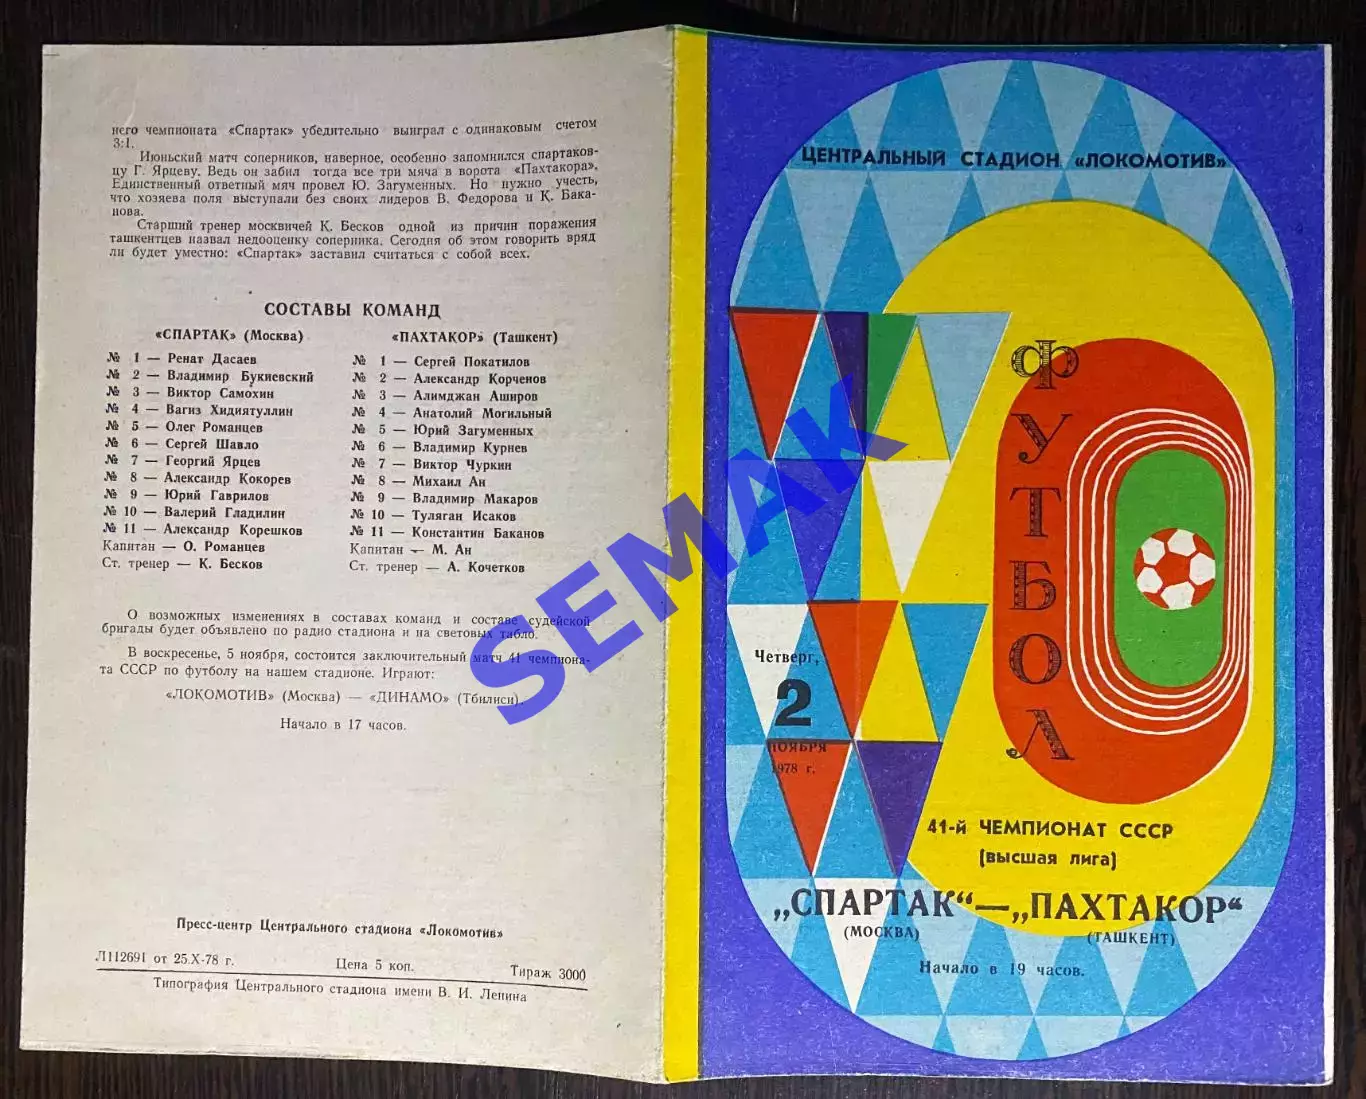 него чемпионата «Спартак» убедительно выиграл с одинаковым счетом
3:1.
Июньский матч соперников, наверное, особенно запомнился спартаков-
цу Г. Ярцеву. Ведь он забил тогда все три мяча в ворота «Пахтакора».
Единственный ответный мяч провел Ю. Загуменных. Но нужно учесть,
что хозяева поля выступали без своих лидеров В. Федорова и К. Бака-
нова.
Старший тренер москвичей К. Бесков одной из причин поражения
ташкентцев назвал недооценку соперника. Сегодня об этом говорить вряд
ли будет уместно: «Спартак» заставил считаться с собой всех.
СОСТАВЫ КОМАНД
«СПАРТАК» (Москва)
№ 1 — Ренат Дасаев
№ 2 — Владимир Букиевский
№ 3 — Виктор Самохин
№ 4 — Вагиз Хидиятуллин
№ 5 — Олег Романцев
№ 6 — Сергей Шавло
№ 7 — Георгий Ярцев
№ 8 — Александр Кокорев
№ 9 — Юрий Гаврилов
№ 10 — Валерий Гладилин
№ 11 — Александр Корешков
Капитан — О. Романцев
Ст. тренер — К. Бесков
«ПАХТАКОР» (Ташкент)
№ 1 — Сергей Покатилов
№ 2 — Александр Корченов
№ 3 — Алимджан Аширов
№ 4 — Анатолий Могильный
№ 5 — Юрий Загуменных
№ 6 — Владимир Курнев
№ 7 — Виктор Чуркин
№ 8 — Михаил Ан
№ 9 — Владимир Макаров
№ 10 — Туляган Исаков
№ 11 — Константин Баканов
Капитан — М. Ан
Ст. тренер — А. Кочетков
О возможных изменениях в составах команд и составе судейской
бригады будет объявлено по радио стадиона и на световых табло.
В воскресенье, 5 ноября, состоится заключительный матч 41 чемпиона-
та СССР по футболу на нашем стадионе. Играют:
«ЛОКОМОТИВ» (Москва) — «ДИНАМО» (Тбилиси).
Начало в 17 часов.
Пресс-центр Центрального стадиона «Локомотив»
Л112691 от 25.X-78 г. Цена 5 коп. Тираж 3000
Типография Центрального стадиона имени В. И. Ленина
ЦЕНТРАЛЬНЫЙ СТАДИОН «ЛОКОМОТИВ»
ФУТБОЛ
Четверг,
2
НОЯБРЯ
1978 г.
41-й ЧЕМПИОНАТ СССР
(высшая лига)
„СПАРТАК“—„ПАХТАКОР“
(МОСКВА) (ТАШКЕНТ)
Начало в 19 часов.
SEMAK